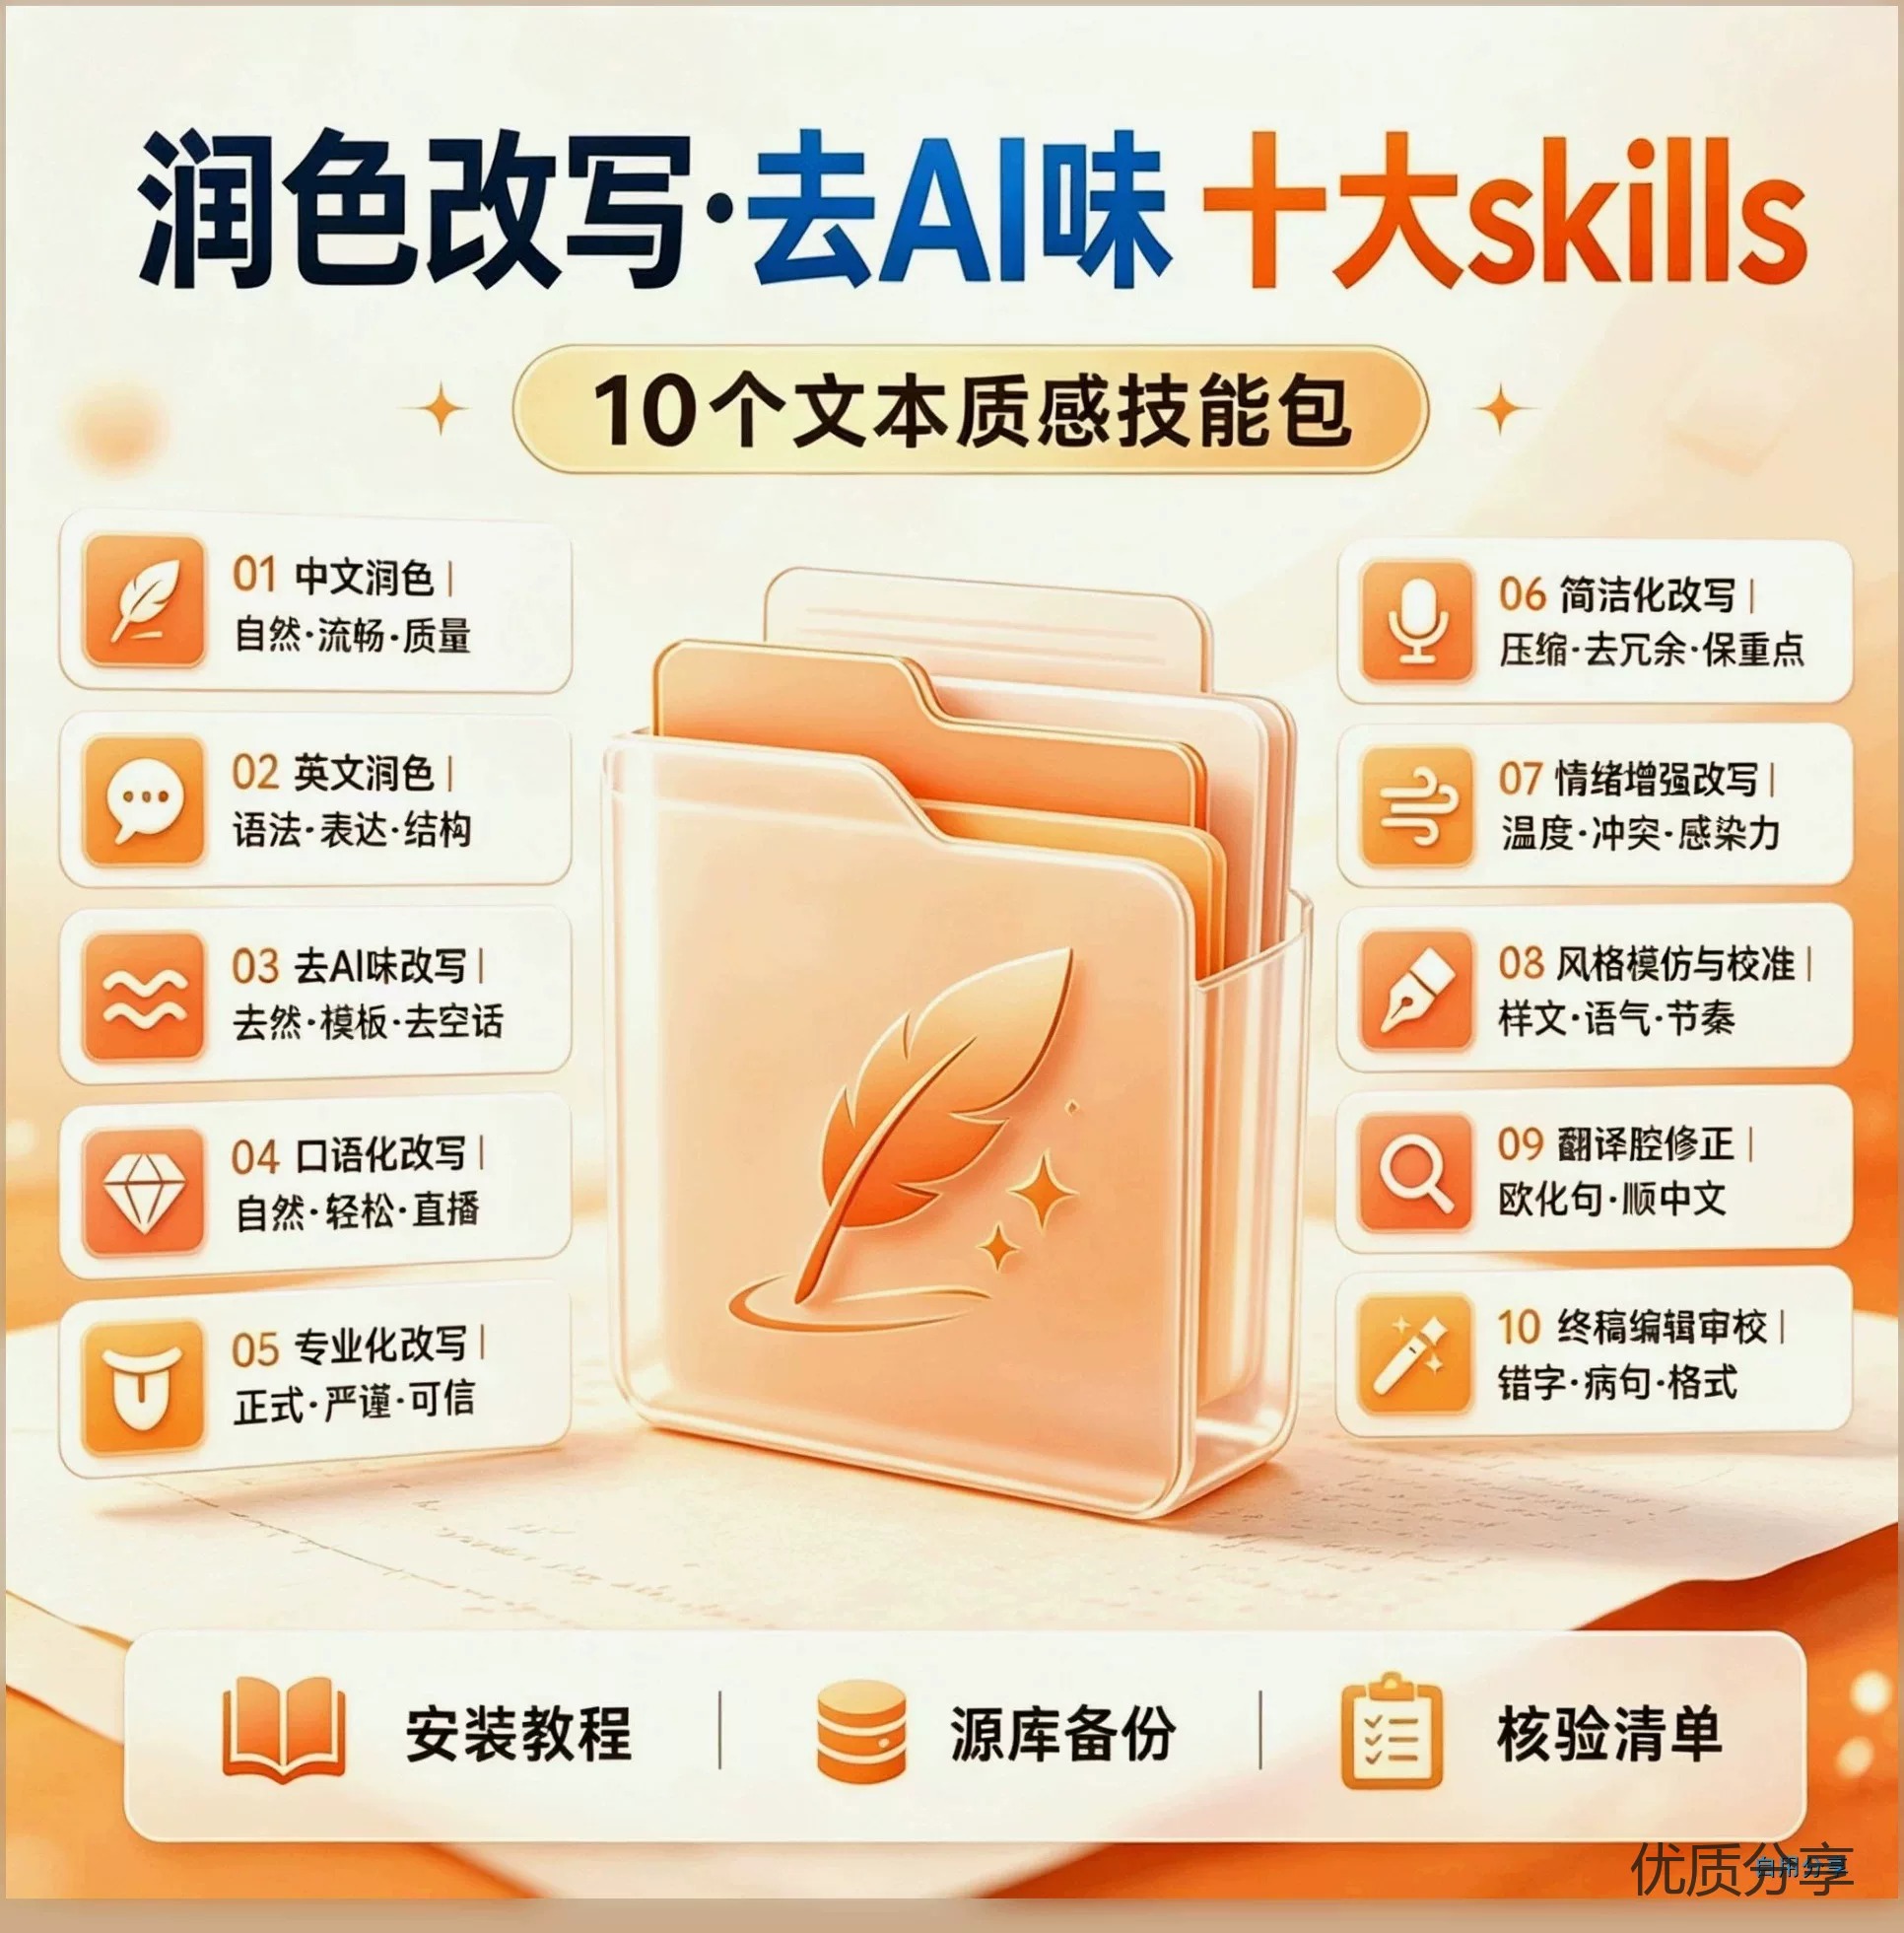 润色改写·去AI味 十大skills
10个文本质感技能包
01 中文润色|
自然·流畅·质量
02 英文润色|
语法·表达·结构
03 去AI味改写|
去然·模板·去空话
04 口语化改写|
自然·轻松·直播
05 专业化改写|
正式·严谨·可信
06 简洁化改写|
压缩·去冗余·保重点
07 情绪增强改写|
温度·冲突·感染力
08 风格模仿与校准|
样文·语气·节奏
09 翻译腔修正|
欧化句·顺中文
10 终稿编辑审校|
错字·病句·格式
安装教程
源库备份
核验清单
优质分享
自用分享